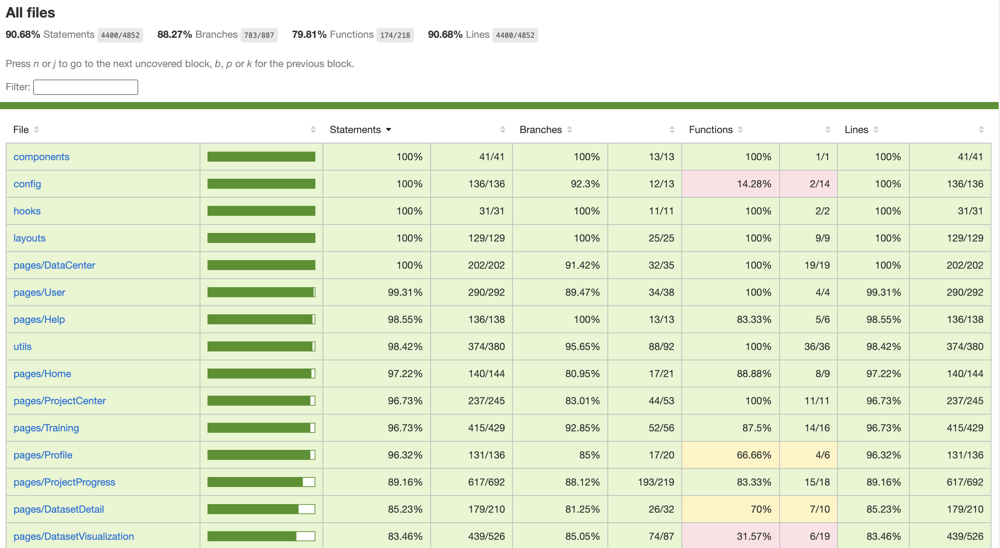 All files
90.68% Statements 4400/4852 88.27% Branches 783/887 79.81% Functions 174/218 90.68% Lines 4400/4852
Press n or j to go to the next uncovered block, b, p or k for the previous block.
Filter:
File Statements Branches Functions Lines
components 100% 41/41 100% 13/13 100% 1/1 100% 41/41
config 100% 136/136 92.3% 12/13 14.28% 2/14 100% 136/136
hooks 100% 31/31 100% 11/11 100% 2/2 100% 31/31
layouts 100% 129/129 100% 25/25 100% 9/9 100% 129/129
pages/DataCenter 100% 202/202 91.42% 32/35 100% 19/19 100% 202/202
pages/User 99.31% 290/292 89.47% 34/38 100% 4/4 99.31% 290/292
pages/Help 98.55% 136/138 100% 13/13 83.33% 5/6 98.55% 136/138
utils 98.42% 374/380 95.65% 88/92 100% 36/36 98.42% 374/380
pages/Home 97.22% 140/144 80.95% 17/21 88.88% 8/9 97.22% 140/144
pages/ProjectCenter 96.73% 237/245 83.01% 44/53 100% 11/11 96.73% 237/245
pages/Training 96.73% 415/429 92.85% 52/56 87.5% 14/16 96.73% 415/429
pages/Profile 96.32% 131/136 85% 17/20 66.66% 4/6 96.32% 131/136
pages/ProjectProgress 89.16% 617/692 88.12% 193/219 83.33% 15/18 89.16% 617/692
pages/DatasetDetail 85.23% 179/210 81.25% 26/32 70% 7/10 85.23% 179/210
pages/DatasetVisualization 83.46% 439/526 85.05% 74/87 31.57% 6/19 83.46% 439/526